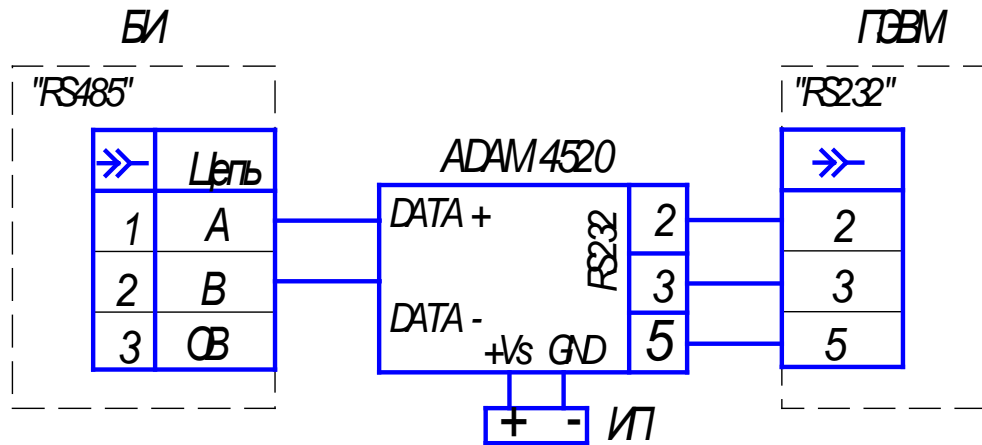 БИ
ПЭВМ
"RS485"
"RS232"
Цепь
ADAM 4520
1 A
DATA +
RS232
2
2
2 B
3
3
3 OB
DATA -
+Vs GND
5
5
+ -
ИП